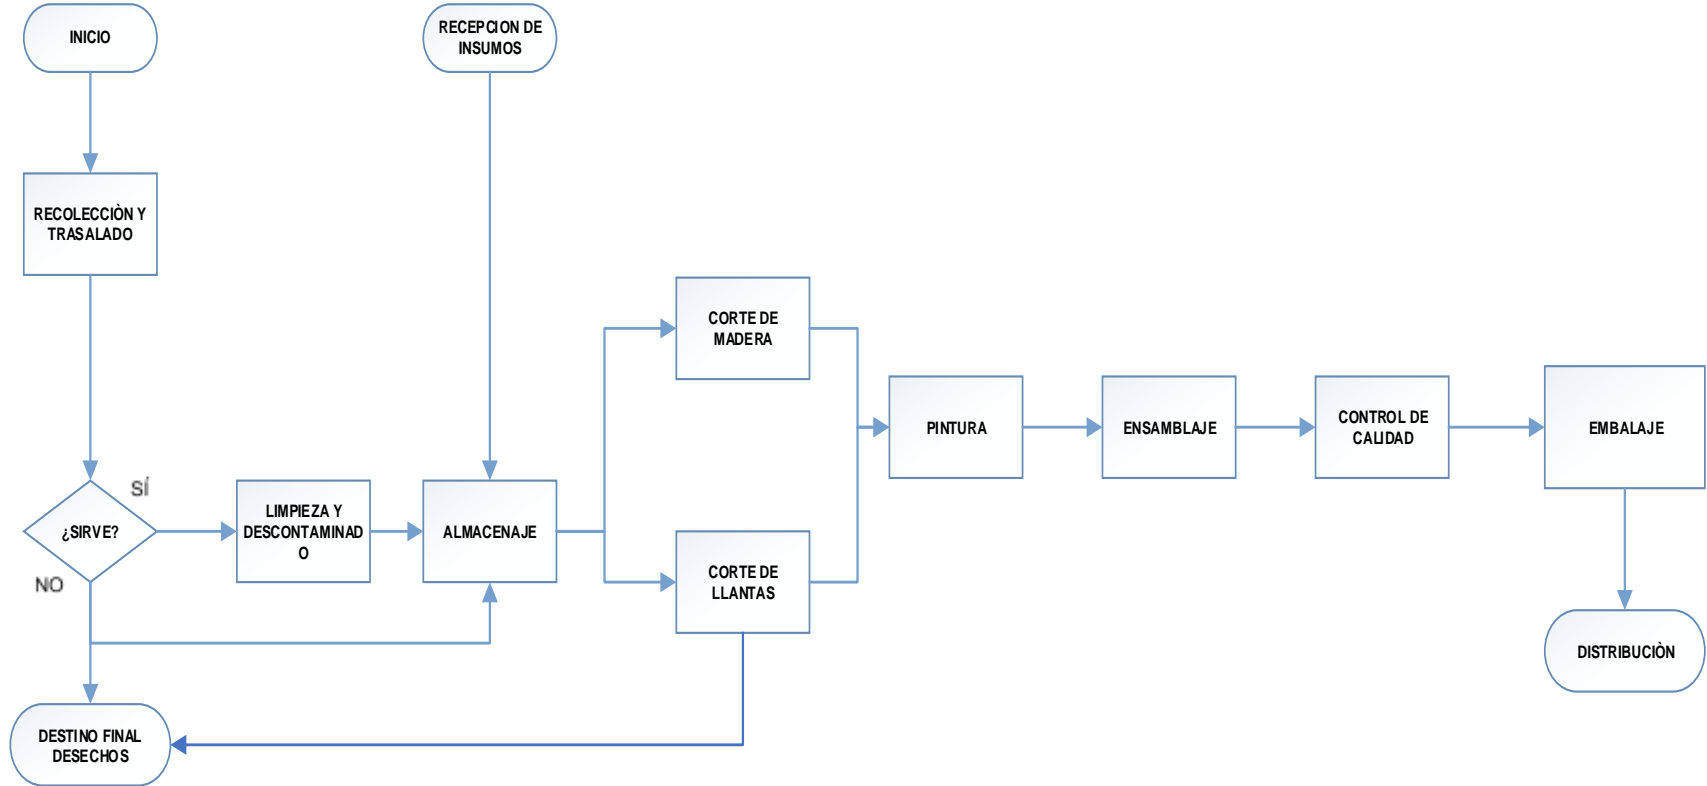 INICIO
RECEPCION DE
INSUMOS
RECOLECCIÒN Y
TRASALADO
CORTE DE
MADERA
PINTURA
ENSAMBLAJE
CONTROL DE
CALIDAD
EMBALAJE
SÍ
¿SIRVE?
NO
LIMPIEZA Y
DESCONTAMINAD
O
ALMACENAJE
CORTE DE
LLANTAS
DISTRIBUCIÒN
DESTINO FINAL
DESECHOS